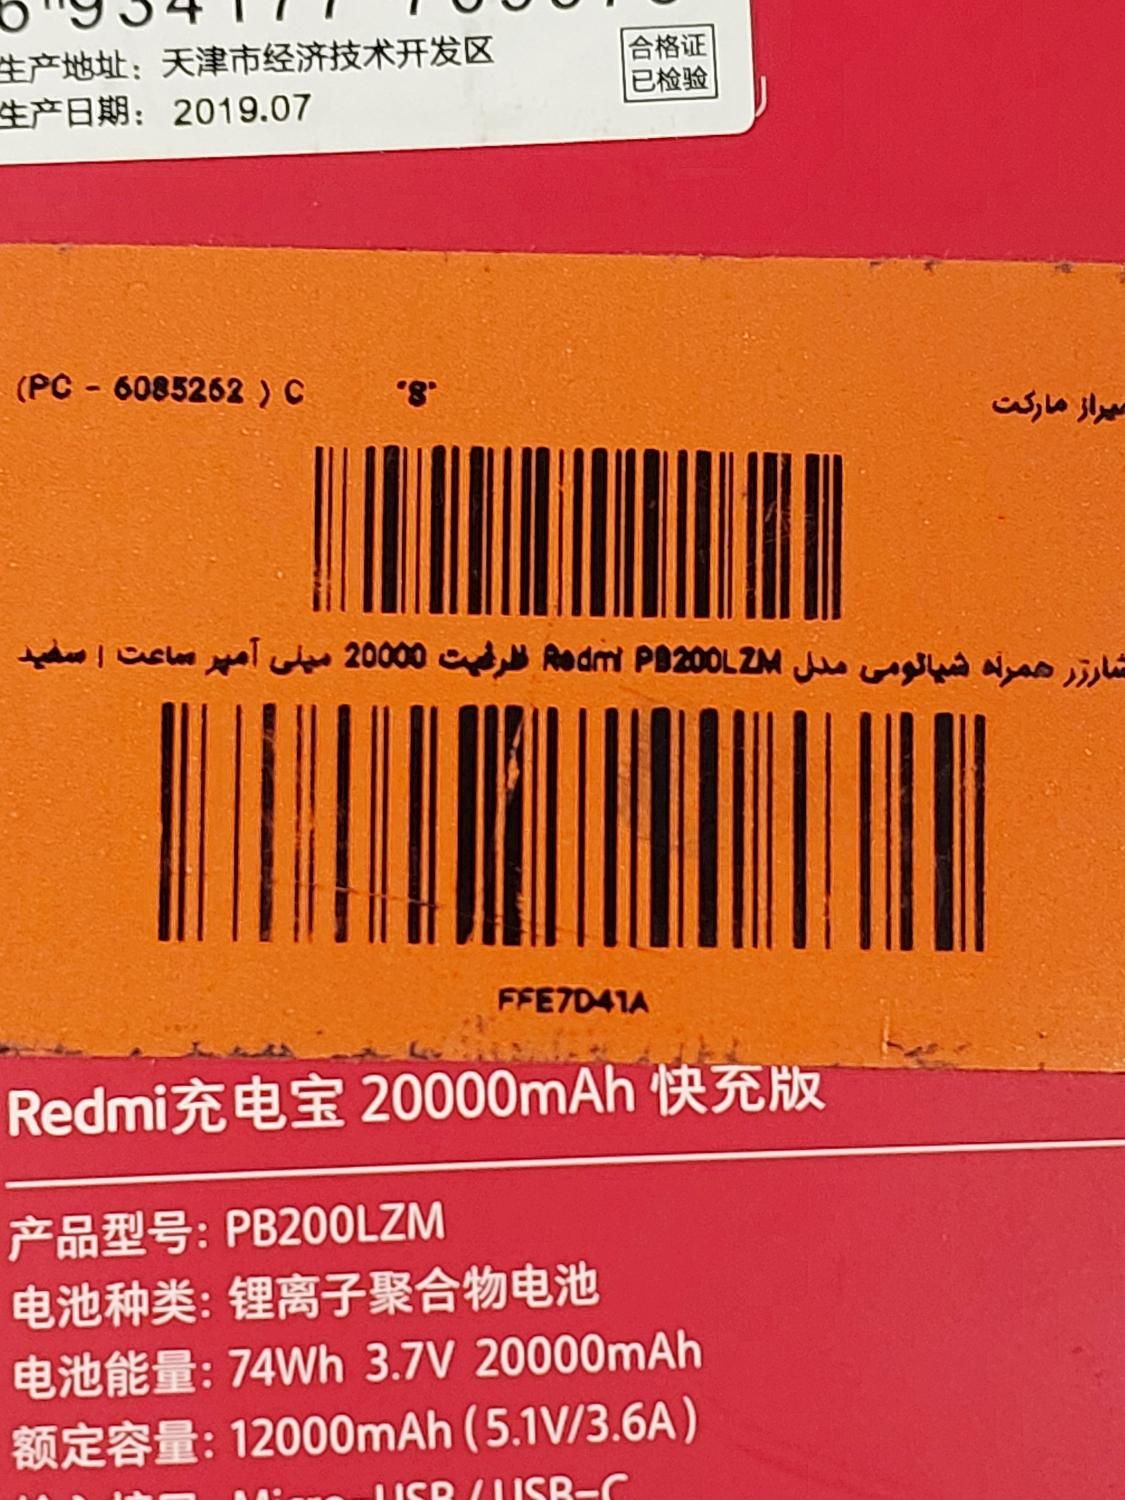 生产地址：天津市经济技术开发区
生产日期：2019.07
合格证
已检验
(PC - 6085262 ) C "8"
مارکت
شارژر همراه شیائومی مدل Redmi PB200LZM ظرفیت 20000 میلی آمپر ساعت | سفید
FFE7D41A
Redmi充电宝 20000mAh 快充版
产品型号: PB200LZM
电池种类: 锂离子聚合物电池
电池能量: 74Wh 3.7V 20000mAh
额定容量: 12000mAh ( 5.1V/3.6A )
Micro-USB / USB-C